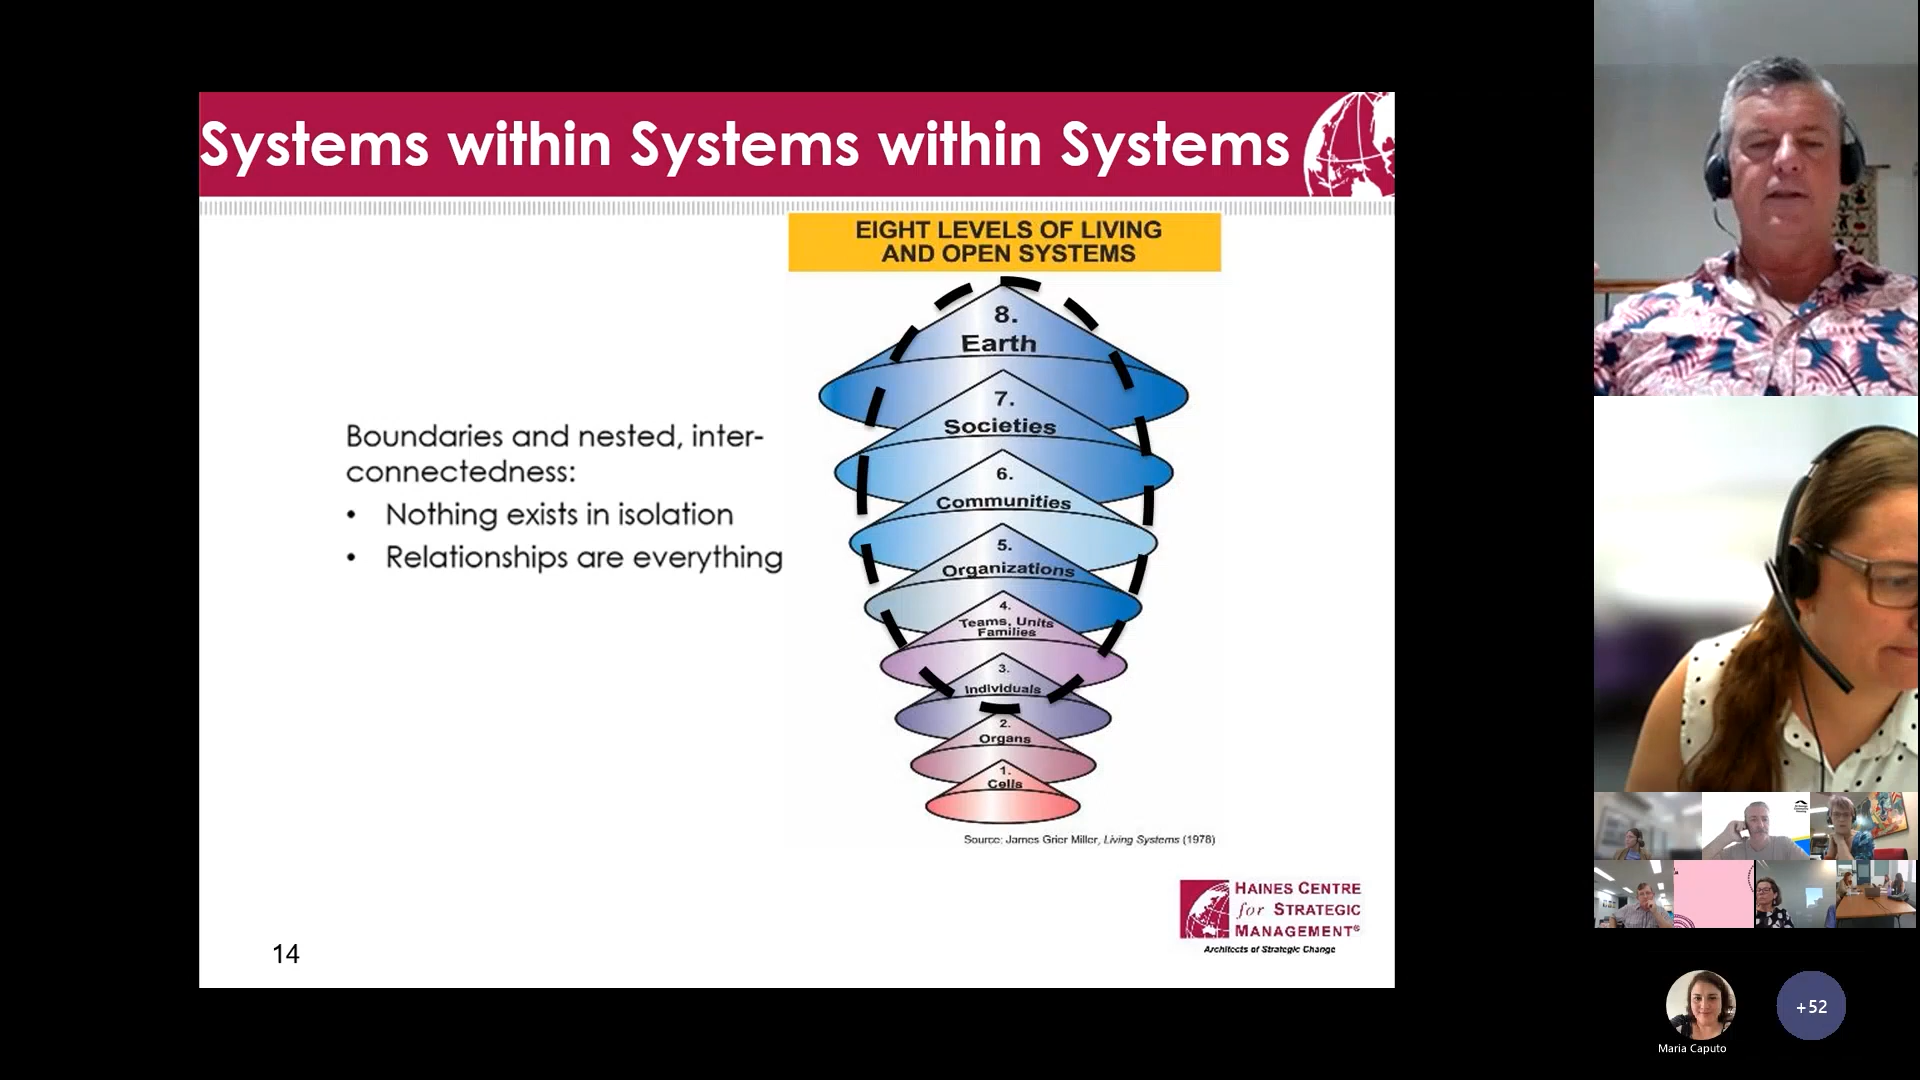 Systems within Systems within Systems
EIGHT LEVELS OF LIVING
AND OPEN SYSTEMS
Boundaries and nested, inter-
connectedness:
• Nothing exists in isolation
• Relationships are everything
8.
Earth
7.
Societies
6.
Communities
5.
Organizations
4.
Teams, Units
Families
3.
Individuals
2.
Organs
1.
Cells
Source: James Grier Miller, Living Systems (1978)
HAINES CENTRE
for STRATEGIC
MANAGEMENT®
Architects of Strategic Change
14
Maria Caputo
+52